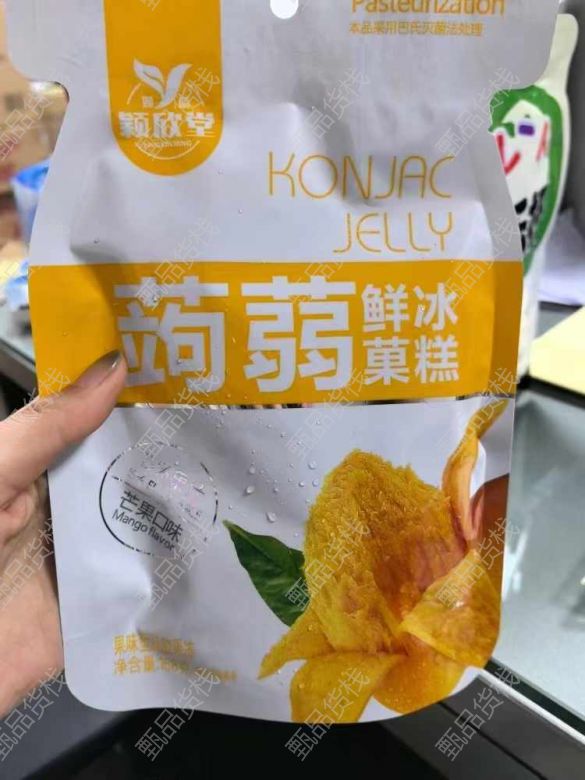 Pasteurization
本品采用巴氏灭菌法处理
颖欣堂
KONJAC
JELLY
蒟蒻
鲜冰
菓糕
芒果口味
Mango flavor
净含量
甄品货栈